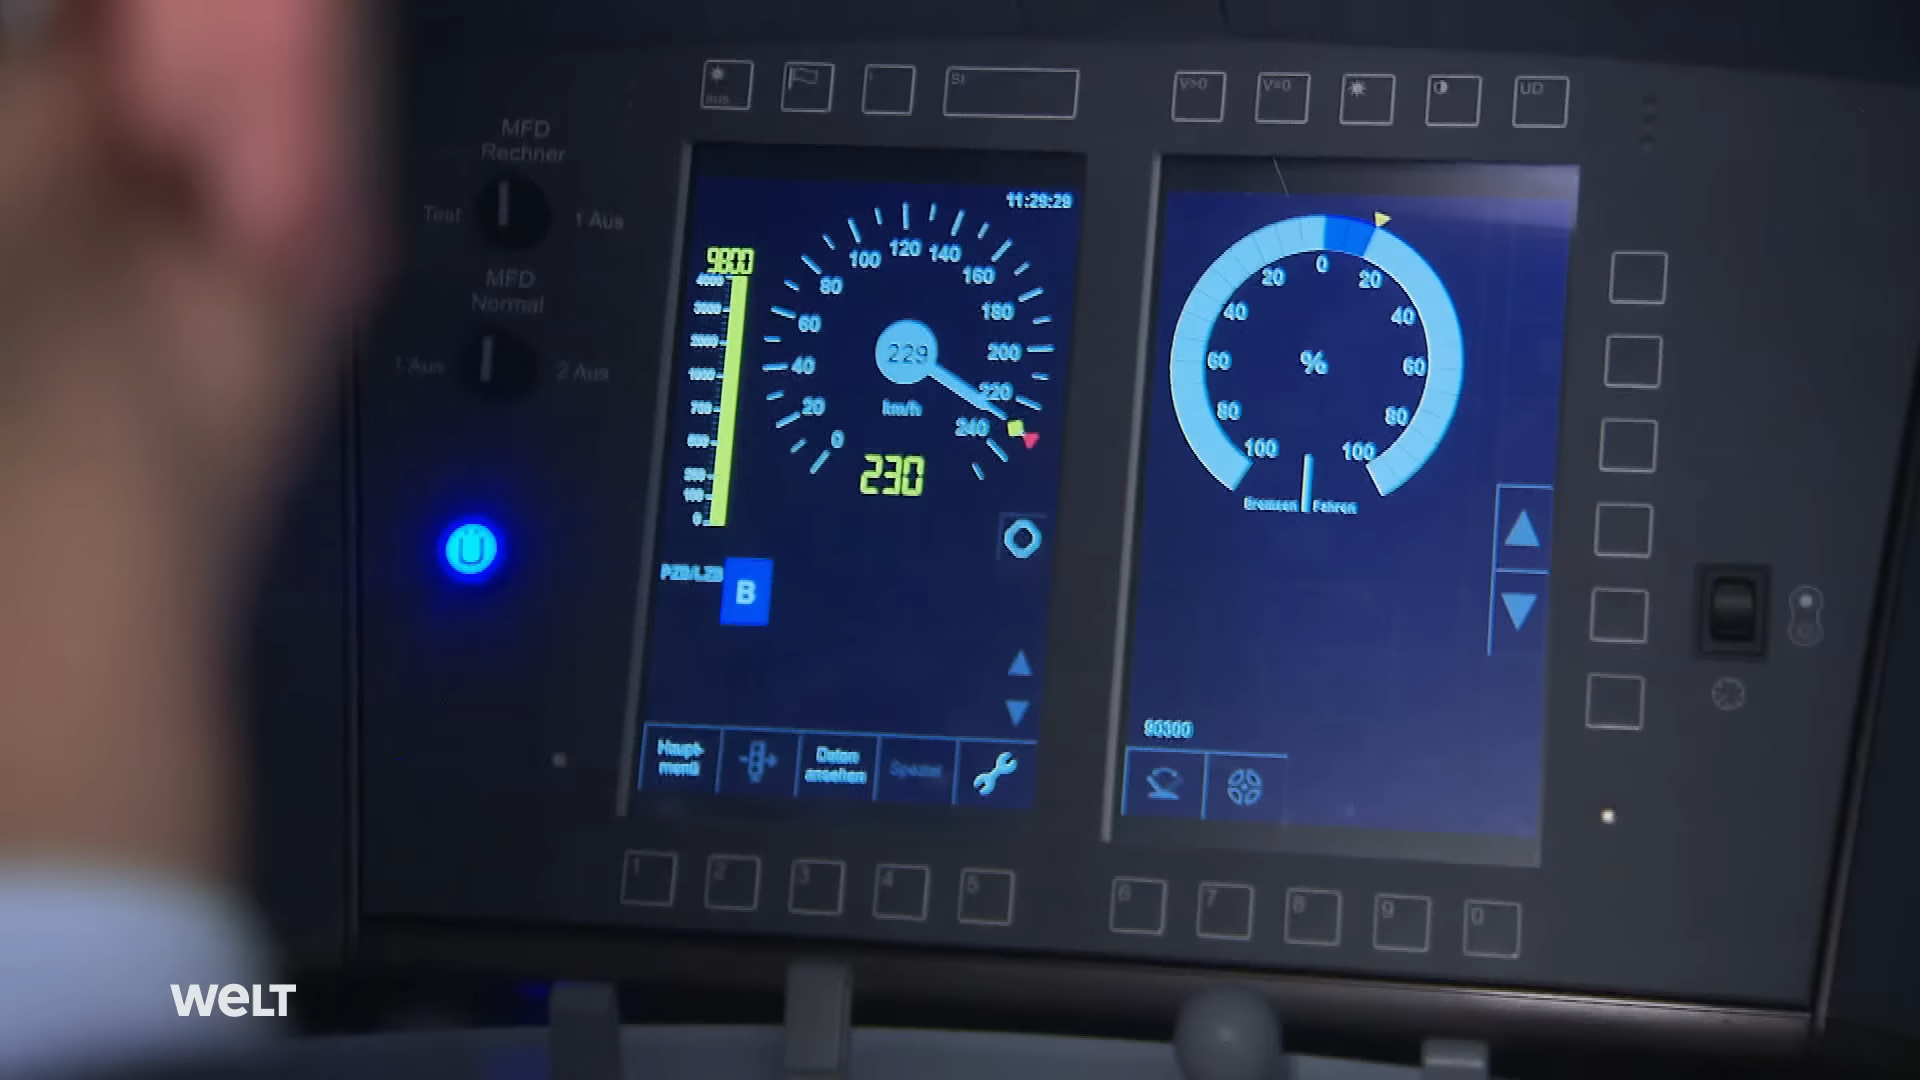 aus
SI
V>0
V=0
UD
MFD
Rechner
Test
1 Aus
MFD
Normal
1 Aus
2 Aus
Ü
11:29:29
9800
4000
3000
2000
1000
100
0
0
20
40
60
80
100
120
140
160
180
200
220
240
229
km/h
230
PZB/LZB
B
Haupt-
menü
Daten
ansehen
Spezial
100
80
60
40
20
0
20
40
60
80
100
%
Bremsen
Fahren
90300
1
2
3
4
5
6
7
8
9
0
WELT